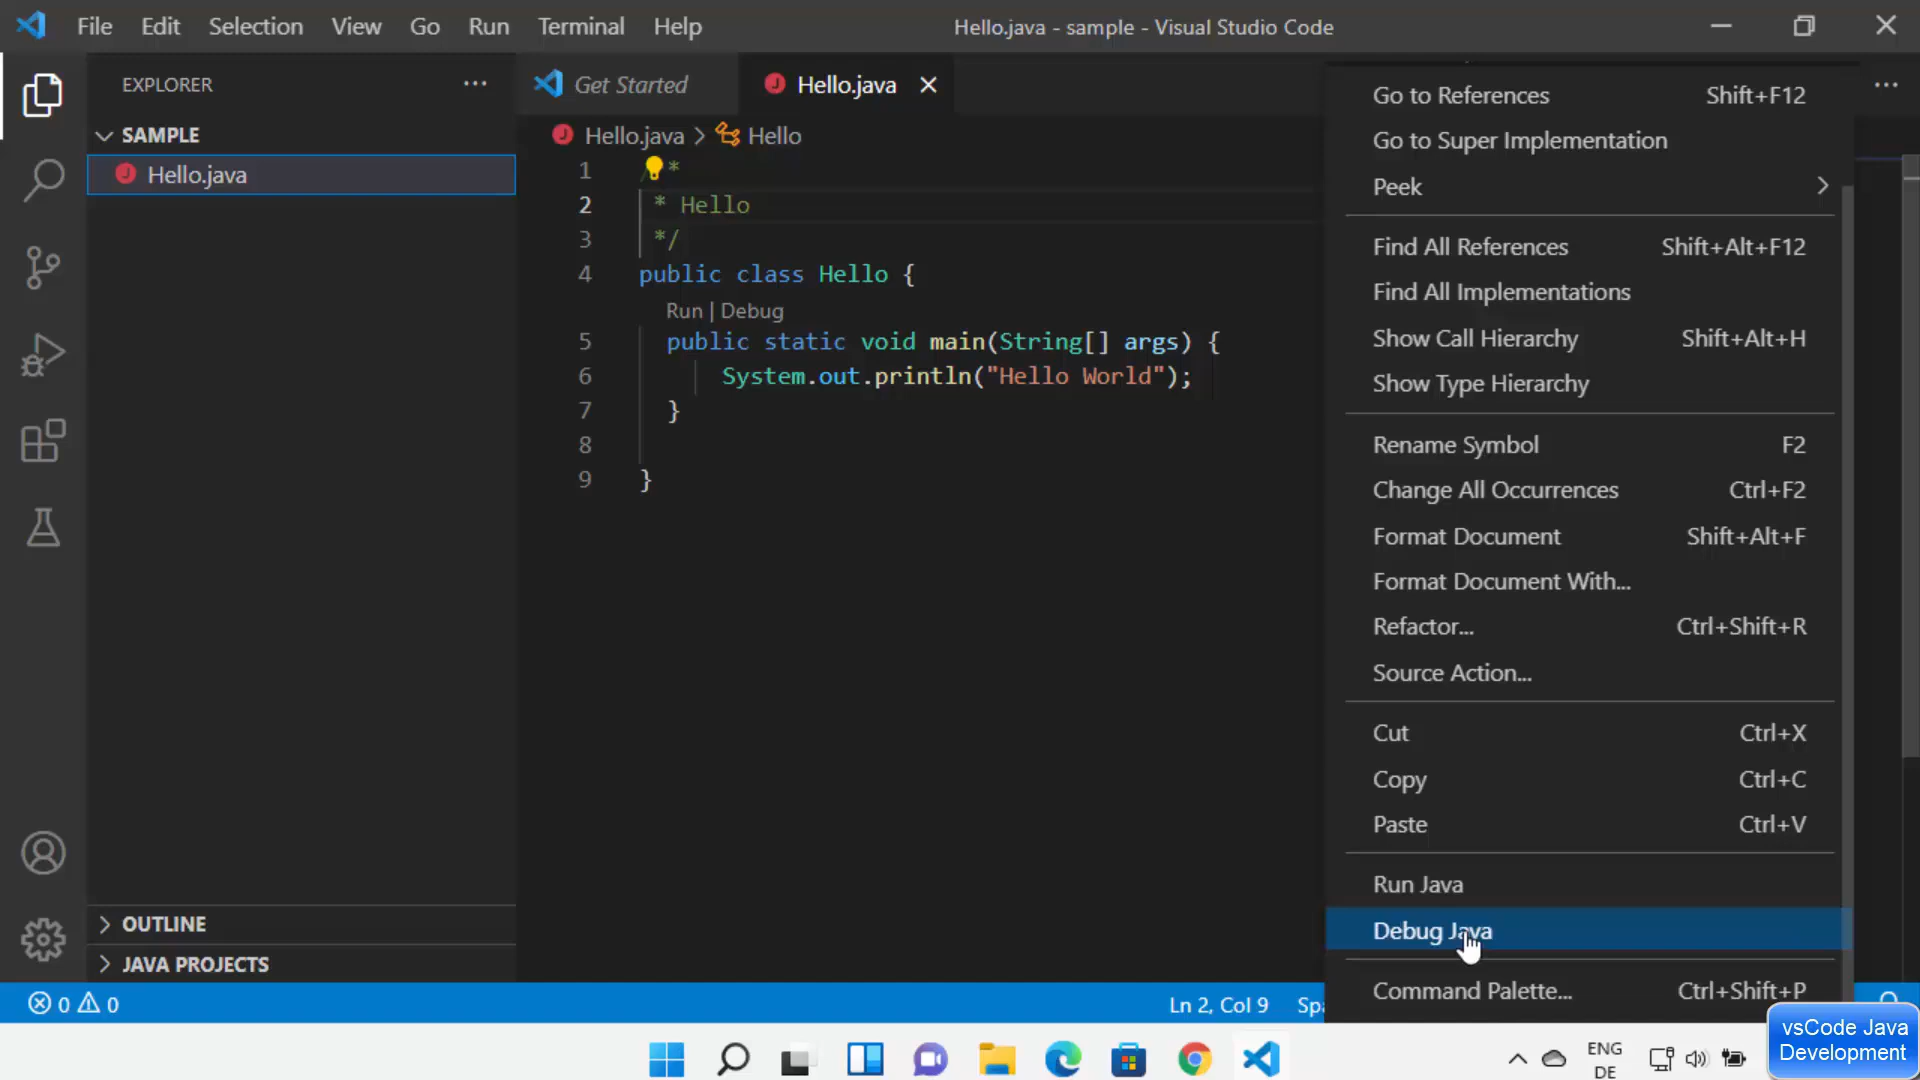 File Edit Selection View Go Run Terminal Help
Hello.java - sample - Visual Studio Code
EXPLORER
SAMPLE
Hello.java
OUTLINE
JAVA PROJECTS
Get Started
Hello.java
Hello.java > Hello
1 *
2 * Hello
3 */
4 public class Hello {
Run | Debug
5 public static void main(String[] args) {
6 System.out.println("Hello World");
7 }
8
9 }
Go to References Shift+F12
Go to Super Implementation
Peek
Find All References Shift+Alt+F12
Find All Implementations
Show Call Hierarchy Shift+Alt+H
Show Type Hierarchy
Rename Symbol F2
Change All Occurrences Ctrl+F2
Format Document Shift+Alt+F
Format Document With...
Refactor... Ctrl+Shift+R
Source Action...
Cut Ctrl+X
Copy Ctrl+C
Paste Ctrl+V
Run Java
Debug Java
Command Palette... Ctrl+Shift+P
0 0
Ln 2, Col 9
ENG
DE
vsCode Java
Development